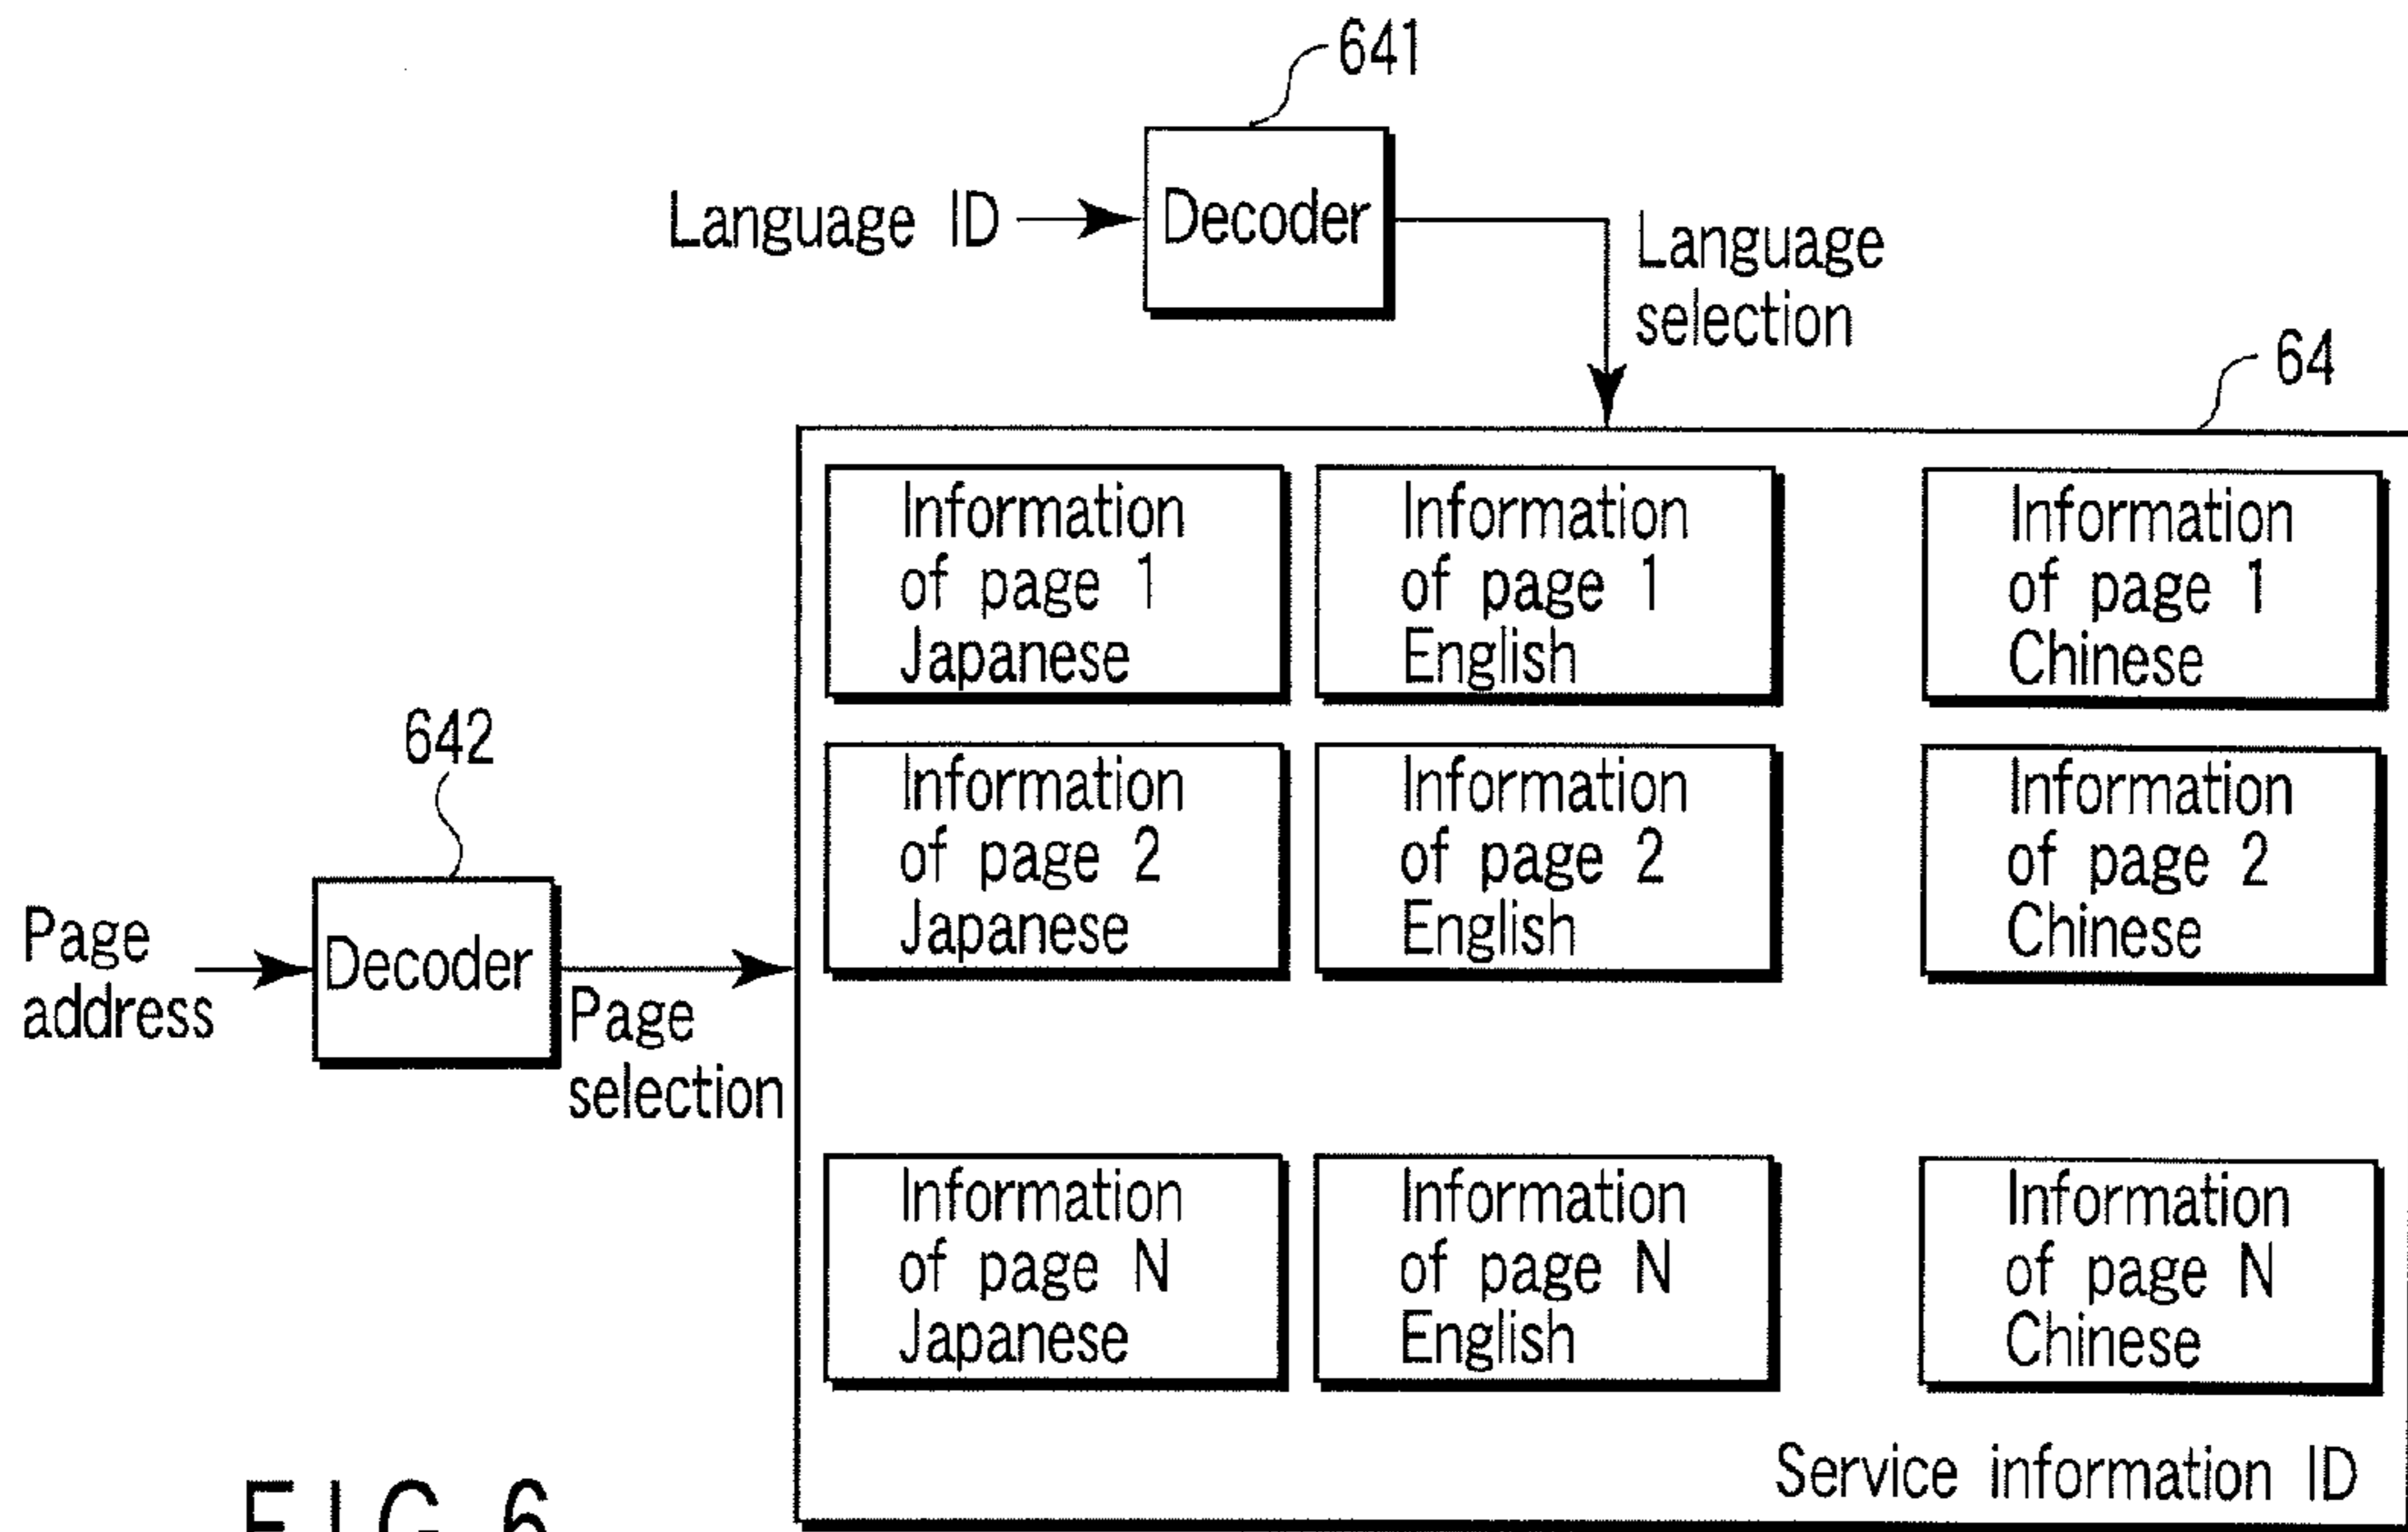 641
Language ID
Decoder
Language
selection
64
Information
of page 1
Japanese
Information
of page 1
English
Information
of page 1
Chinese
642
Page
address
Decoder
Page
selection
Information
of page 2
Japanese
Information
of page 2
English
Information
of page 2
Chinese
Information
of page N
Japanese
Information
of page N
English
Information
of page N
Chinese
Service information ID
FIG. 6